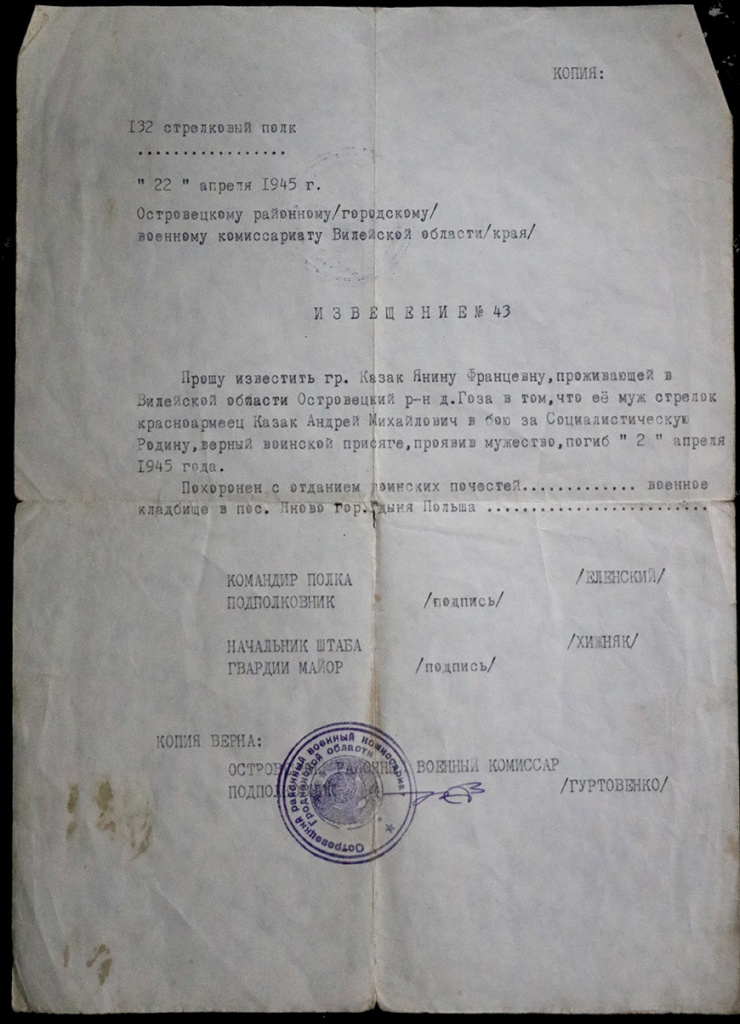 КОПИЯ:
132 стрелковый полк
.................
" 22 " апреля 1945 г.
Островецкому районному/городскому/
военному комиссариату Вилейской области/края/
И З В Е Щ Е Н И Е № 43
Прошу известить гр. Казак Янину Францевну,проживающей в
Вилейской области Островецкий р-н д.Гоза в том,что её муж стрелок
красноармеец Казак Андрей Михайлович в бою за Социалистическую
Родину,верный воинской присяге,проявив мужество,погиб " 2 " апреля
1945 года.
Похоронен с отданием воинских почестей............. военное
кладбище в пос. Яново гор.Гдыня Польша .........................
КОМАНДИР ПОЛКА /ЕЛЕНСКИЙ/
ПОДПОЛКОВНИК /подпись/
НАЧАЛЬНИК ШТАБА /ХИЖНЯК/
ГВАРДИИ МАЙОР /подпись/
КОПИЯ ВЕРНА:
ВОЕННЫЙ КОМИССАР
/ГУРТОВЕНКО/
Островецкий районный военный комиссариат
Гродненской области